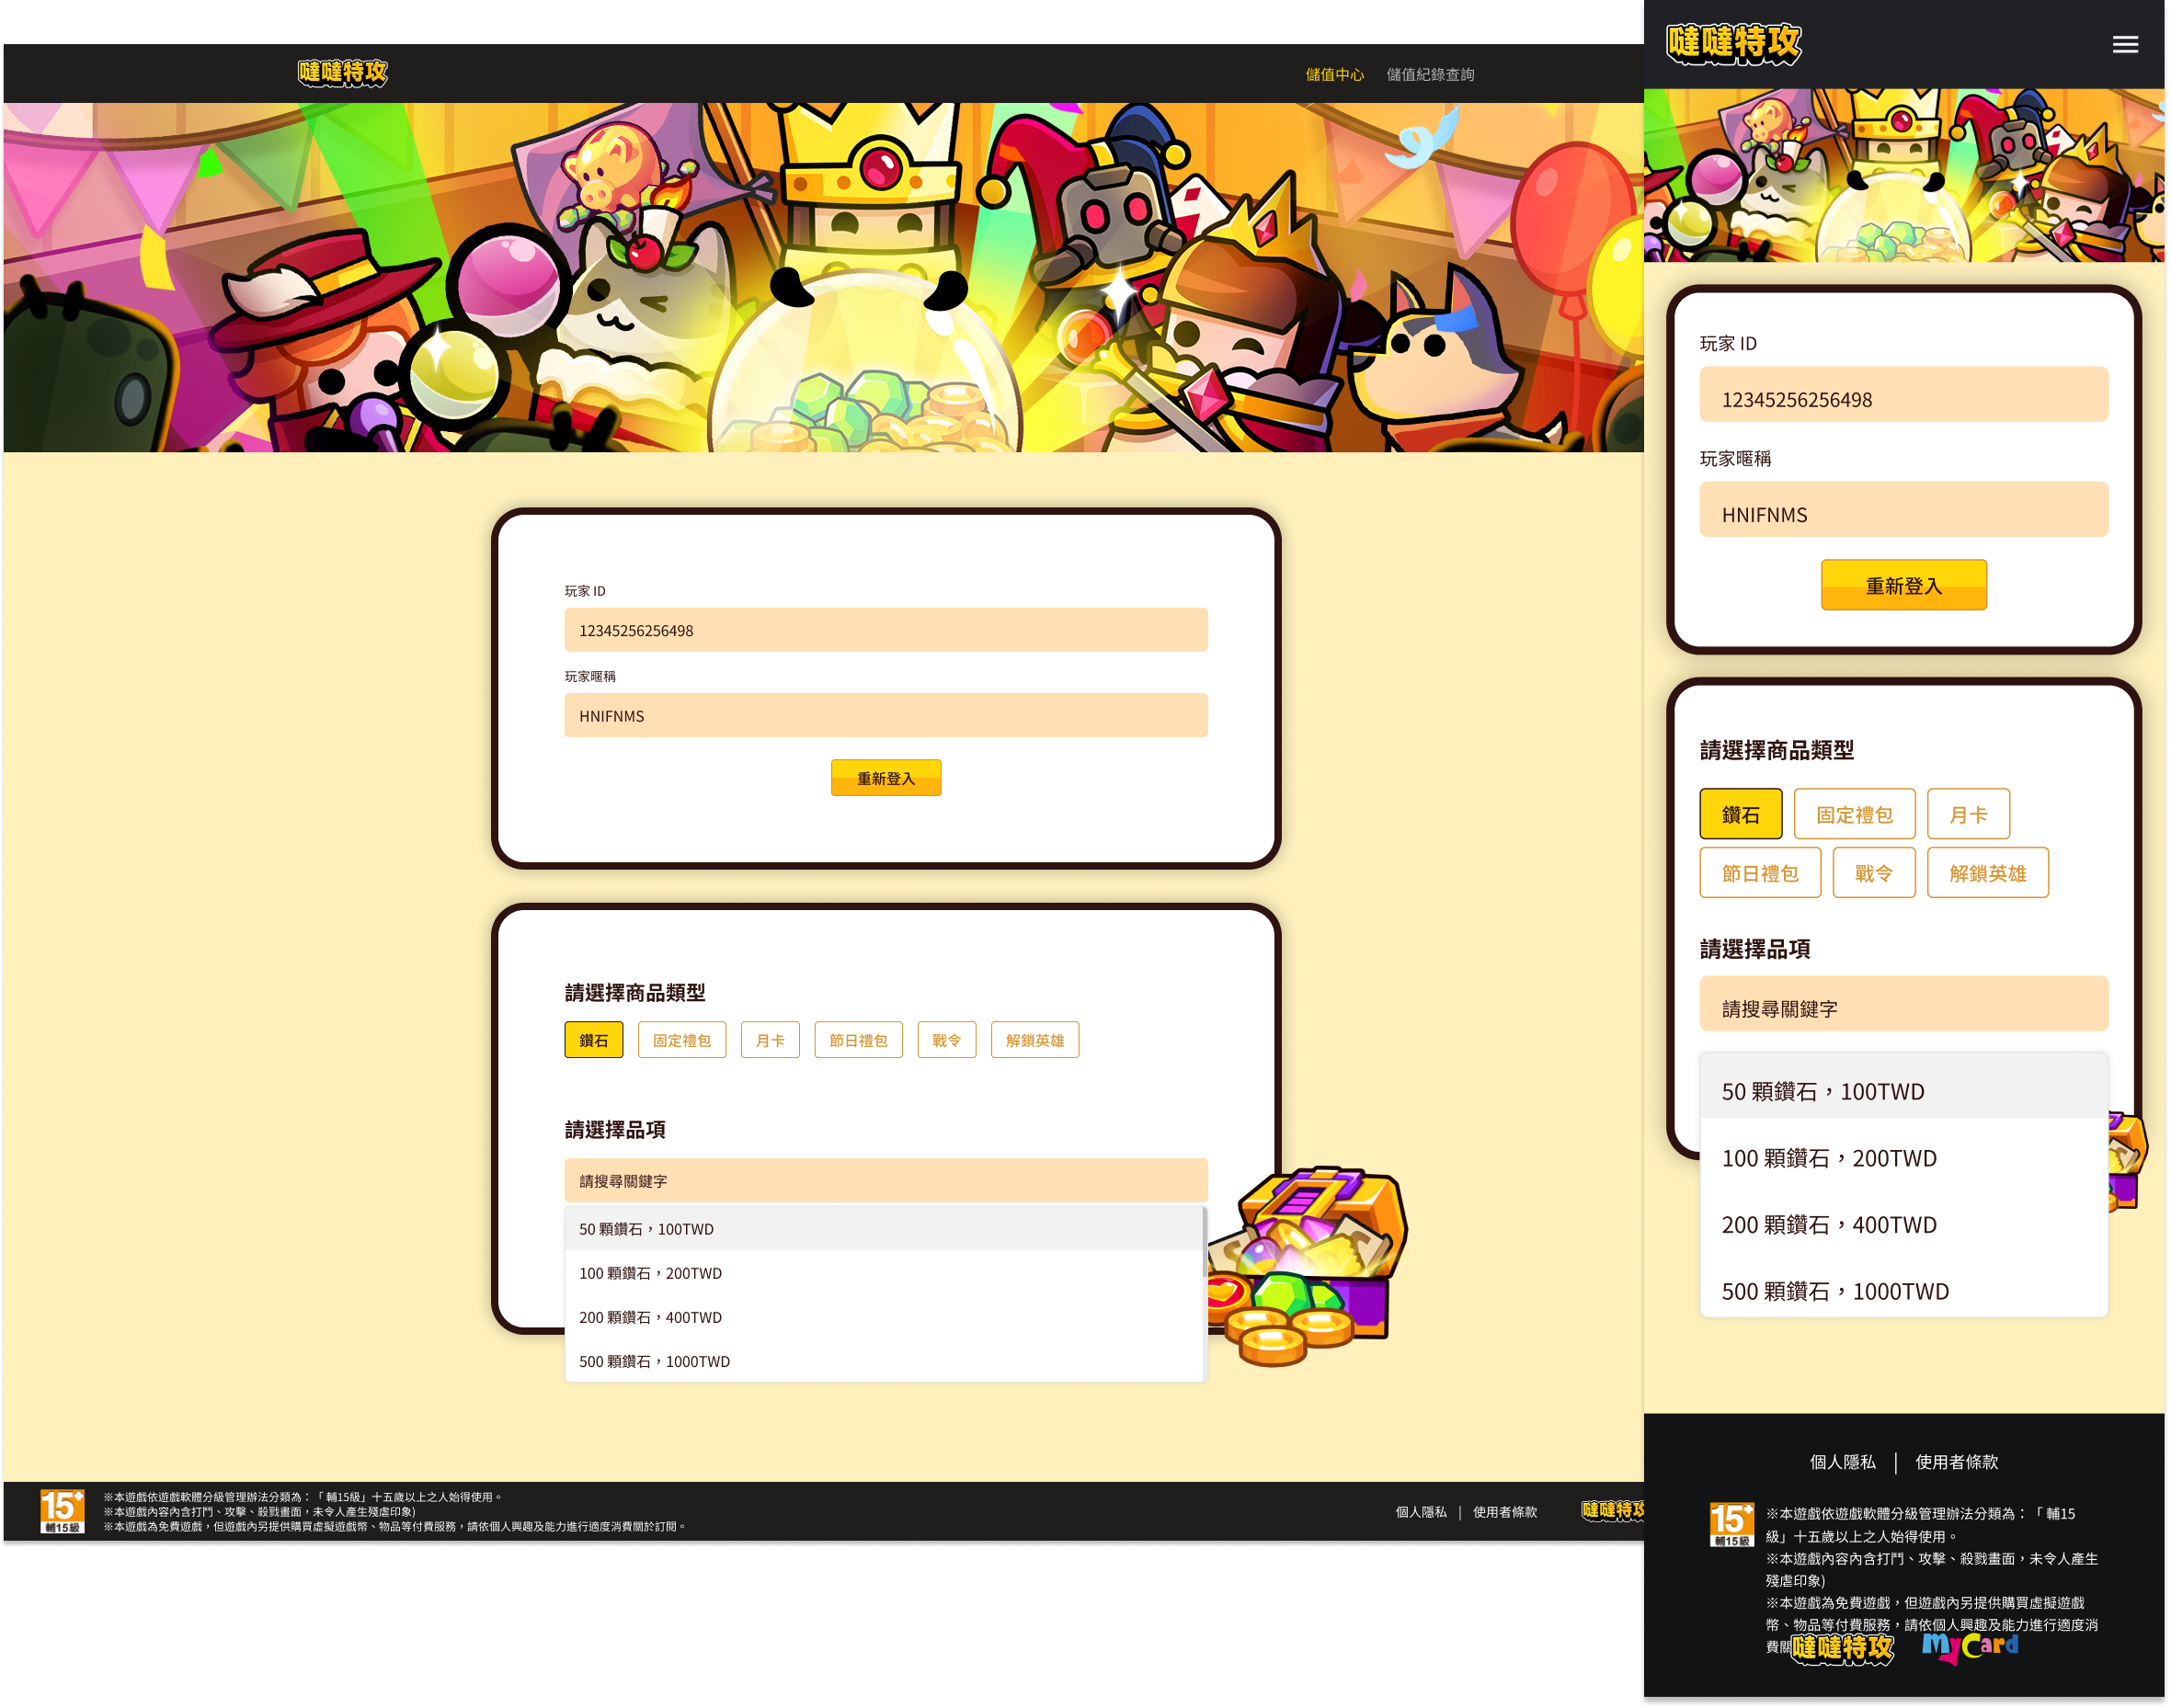 噠噠特攻
儲值中心 儲值紀錄查詢
玩家 ID
12345256256498
玩家暱稱
HNIFNMS
重新登入
請選擇商品類型
鑽石 固定禮包 月卡 節日禮包 戰令 解鎖英雄
請選擇品項
請搜尋關鍵字
50 顆鑽石，100TWD
100 顆鑽石，200TWD
200 顆鑽石，400TWD
500 顆鑽石，1000TWD
15+
輔15級
※本遊戲依遊戲軟體分級管理辦法分類為：「 輔15級」十五歲以上之人始得使用。
※本遊戲內容內含打鬥、攻擊、殺戮畫面，未令人產生殘虐印象)
※本遊戲為免費遊戲，但遊戲內另提供購買虛擬遊戲幣、物品等付費服務，請依個人興趣及能力進行適度消費關於訂閱。
個人隱私 | 使用者條款
噠噠特攻
噠噠特攻
玩家 ID
12345256256498
玩家暱稱
HNIFNMS
重新登入
請選擇商品類型
鑽石 固定禮包 月卡
節日禮包 戰令 解鎖英雄
請選擇品項
請搜尋關鍵字
50 顆鑽石，100TWD
100 顆鑽石，200TWD
200 顆鑽石，400TWD
500 顆鑽石，1000TWD
個人隱私 | 使用者條款
15+
輔15級
※本遊戲依遊戲軟體分級管理辦法分類為：「 輔15
級」十五歲以上之人始得使用。
※本遊戲內容內含打鬥、攻擊、殺戮畫面，未令人產生
殘虐印象)
※本遊戲為免費遊戲，但遊戲內另提供購買虛擬遊戲
幣、物品等付費服務，請依個人興趣及能力進行適度消
費關
噠噠特攻 MyCard